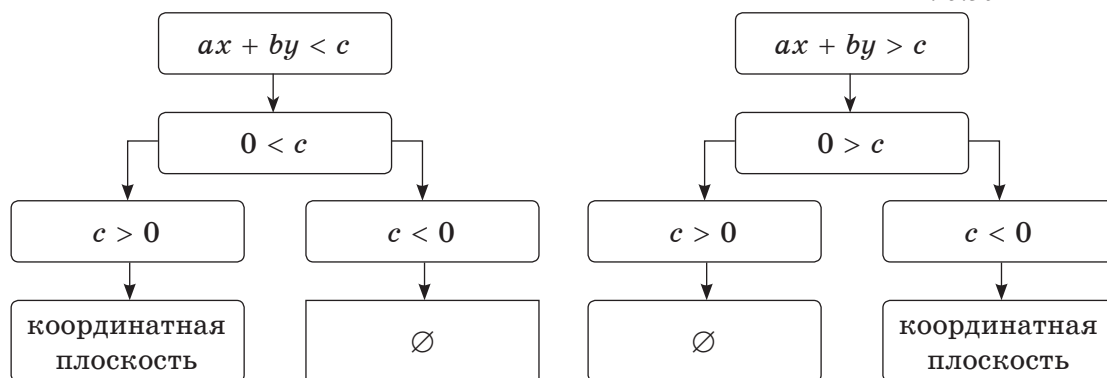 ax + by < c
0 < c
c > 0
c < 0
координатная
плоскость
∅
ax + by > c
0 > c
c > 0
c < 0
∅
координатная
плоскость